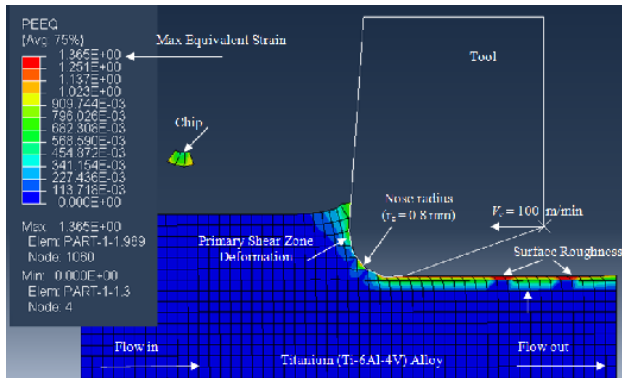 PEEQ
(Avg: 75%)
1.365E+00
1.251E+00
1.137E+00
1.023E+00
909.744E-03
796.026E-03
682.308E-03
568.590E-03
454.872E-03
341.154E-03
227.436E-03
113.718E-03
0.000E+00
Max: 1.365E+00
Elem: PART-1-1.989
Node: 1060
Min: 0.000E+00
Elem: PART-1-1.3
Node: 4
Max Equivalent Strain
Tool
Chip
Nose radius
(rε = 0.8 mm)
Vc = 100 m/min
Primary Shear Zone
Deformation
Surface Roughness
Flow in
Titanium (Ti-6Al-4V) Alloy
Flow out